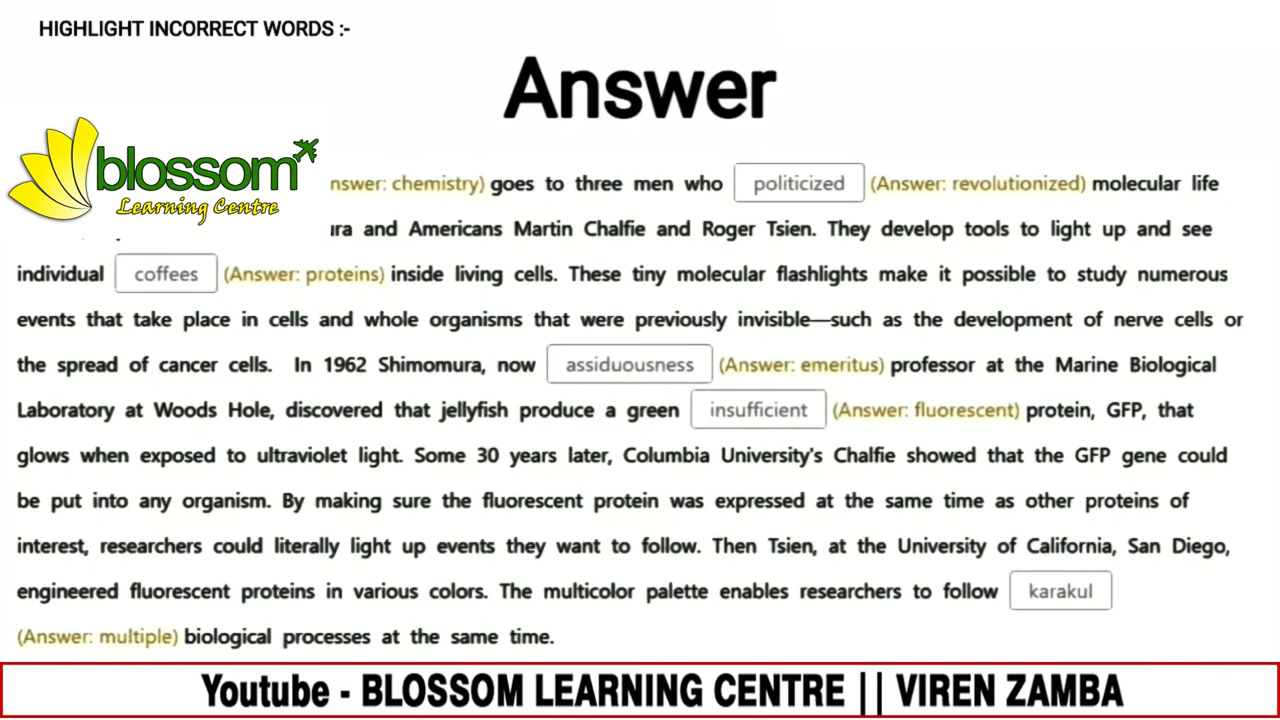 HIGHLIGHT INCORRECT WORDS :-
Answer
blossom
Learning Centre
nswer: chemistry) goes to three men who politicized (Answer: revolutionized) molecular life
and Americans Martin Chalfie and Roger Tsien. They develop tools to light up and see
individual coffees (Answer: proteins) inside living cells. These tiny molecular flashlights make it possible to study numerous
events that take place in cells and whole organisms that were previously invisible—such as the development of nerve cells or
the spread of cancer cells. In 1962 Shimomura, now assiduousness (Answer: emeritus) professor at the Marine Biological
Laboratory at Woods Hole, discovered that jellyfish produce a green insufficient (Answer: fluorescent) protein, GFP, that
glows when exposed to ultraviolet light. Some 30 years later, Columbia University's Chalfie showed that the GFP gene could
be put into any organism. By making sure the fluorescent protein was expressed at the same time as other proteins of
interest, researchers could literally light up events they want to follow. Then Tsien, at the University of California, San Diego,
engineered fluorescent proteins in various colors. The multicolor palette enables researchers to follow karakul
(Answer: multiple) biological processes at the same time.
Youtube - BLOSSOM LEARNING CENTRE || VIREN ZAMBA